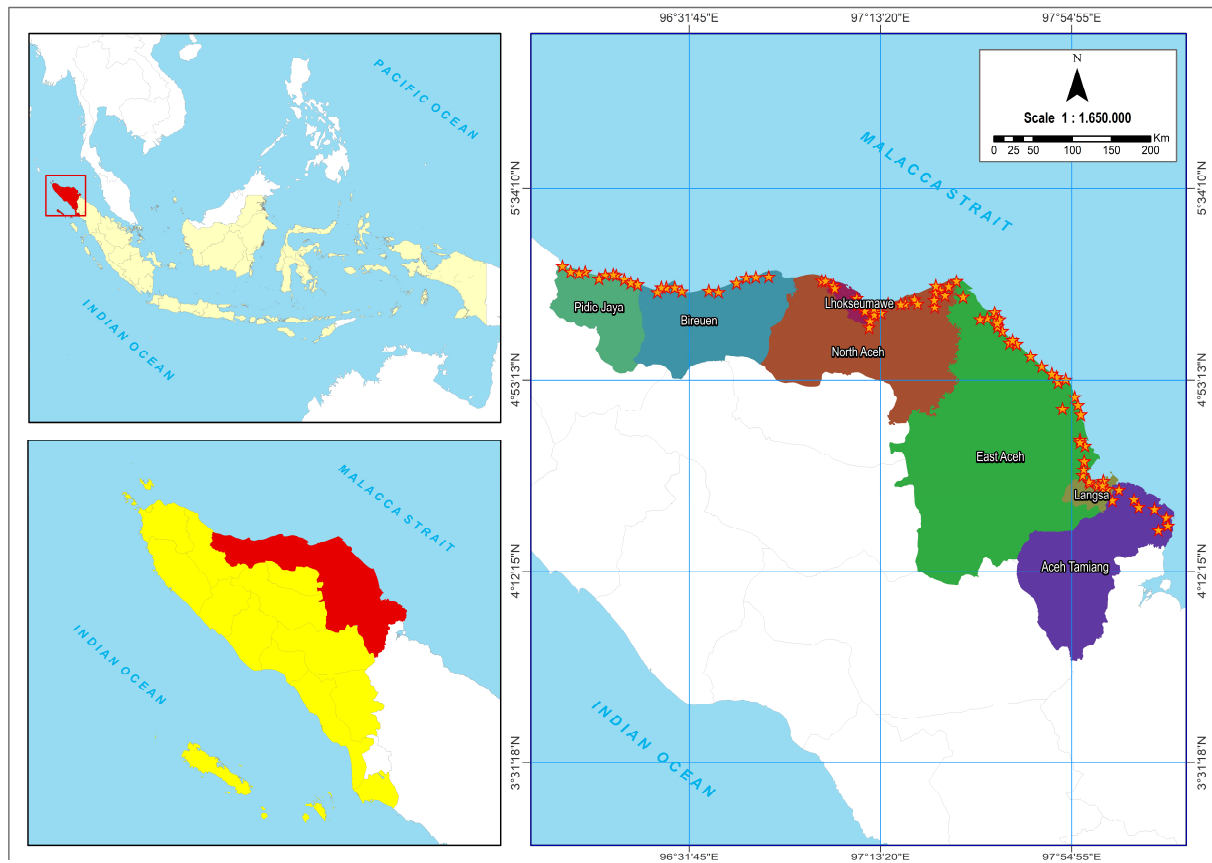 PACIFIC OCEAN
INDIAN OCEAN
MALACCA STRAIT
INDIAN OCEAN
96°31'45"E
97°13'20"E
97°54'55"E
N
Scale 1 : 1.650.000
0 25 50 100 150 200 Km
MALACCA STRAIT
5°34'10"N
5°34'10"N
Pidie Jaya
Bireuen
Lhokseumawe
North Aceh
4°53'13"N
4°53'13"N
East Aceh
Langsa
Aceh Tamiang
4°12'15"N
4°12'15"N
INDIAN OCEAN
3°31'18"N
3°31'18"N
96°31'45"E
97°13'20"E
97°54'55"E